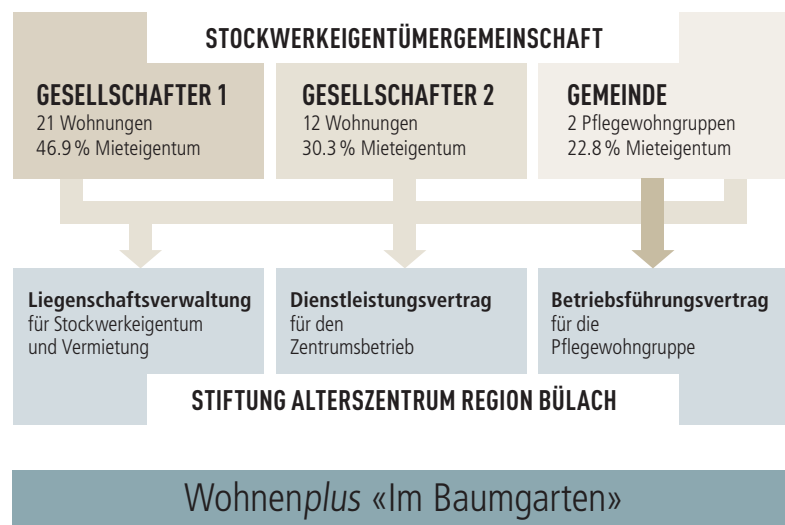 STOCKWERKEIGENTÜMERGEMEINSCHAFT
GESELLSCHAFTER 1
21 Wohnungen
46.9 % Mieteigentum
GESELLSCHAFTER 2
12 Wohnungen
30.3 % Mieteigentum
GEMEINDE
2 Pflegewohngruppen
22.8 % Mieteigentum
Liegenschaftsverwaltung
für Stockwerkeigentum
und Vermietung
Dienstleistungsvertrag
für den
Zentrumsbetrieb
Betriebsführungsvertrag
für die
Pflegewohngruppe
STIFTUNG ALTERSZENTRUM REGION BÜLACH
Wohnenplus «Im Baumgarten»